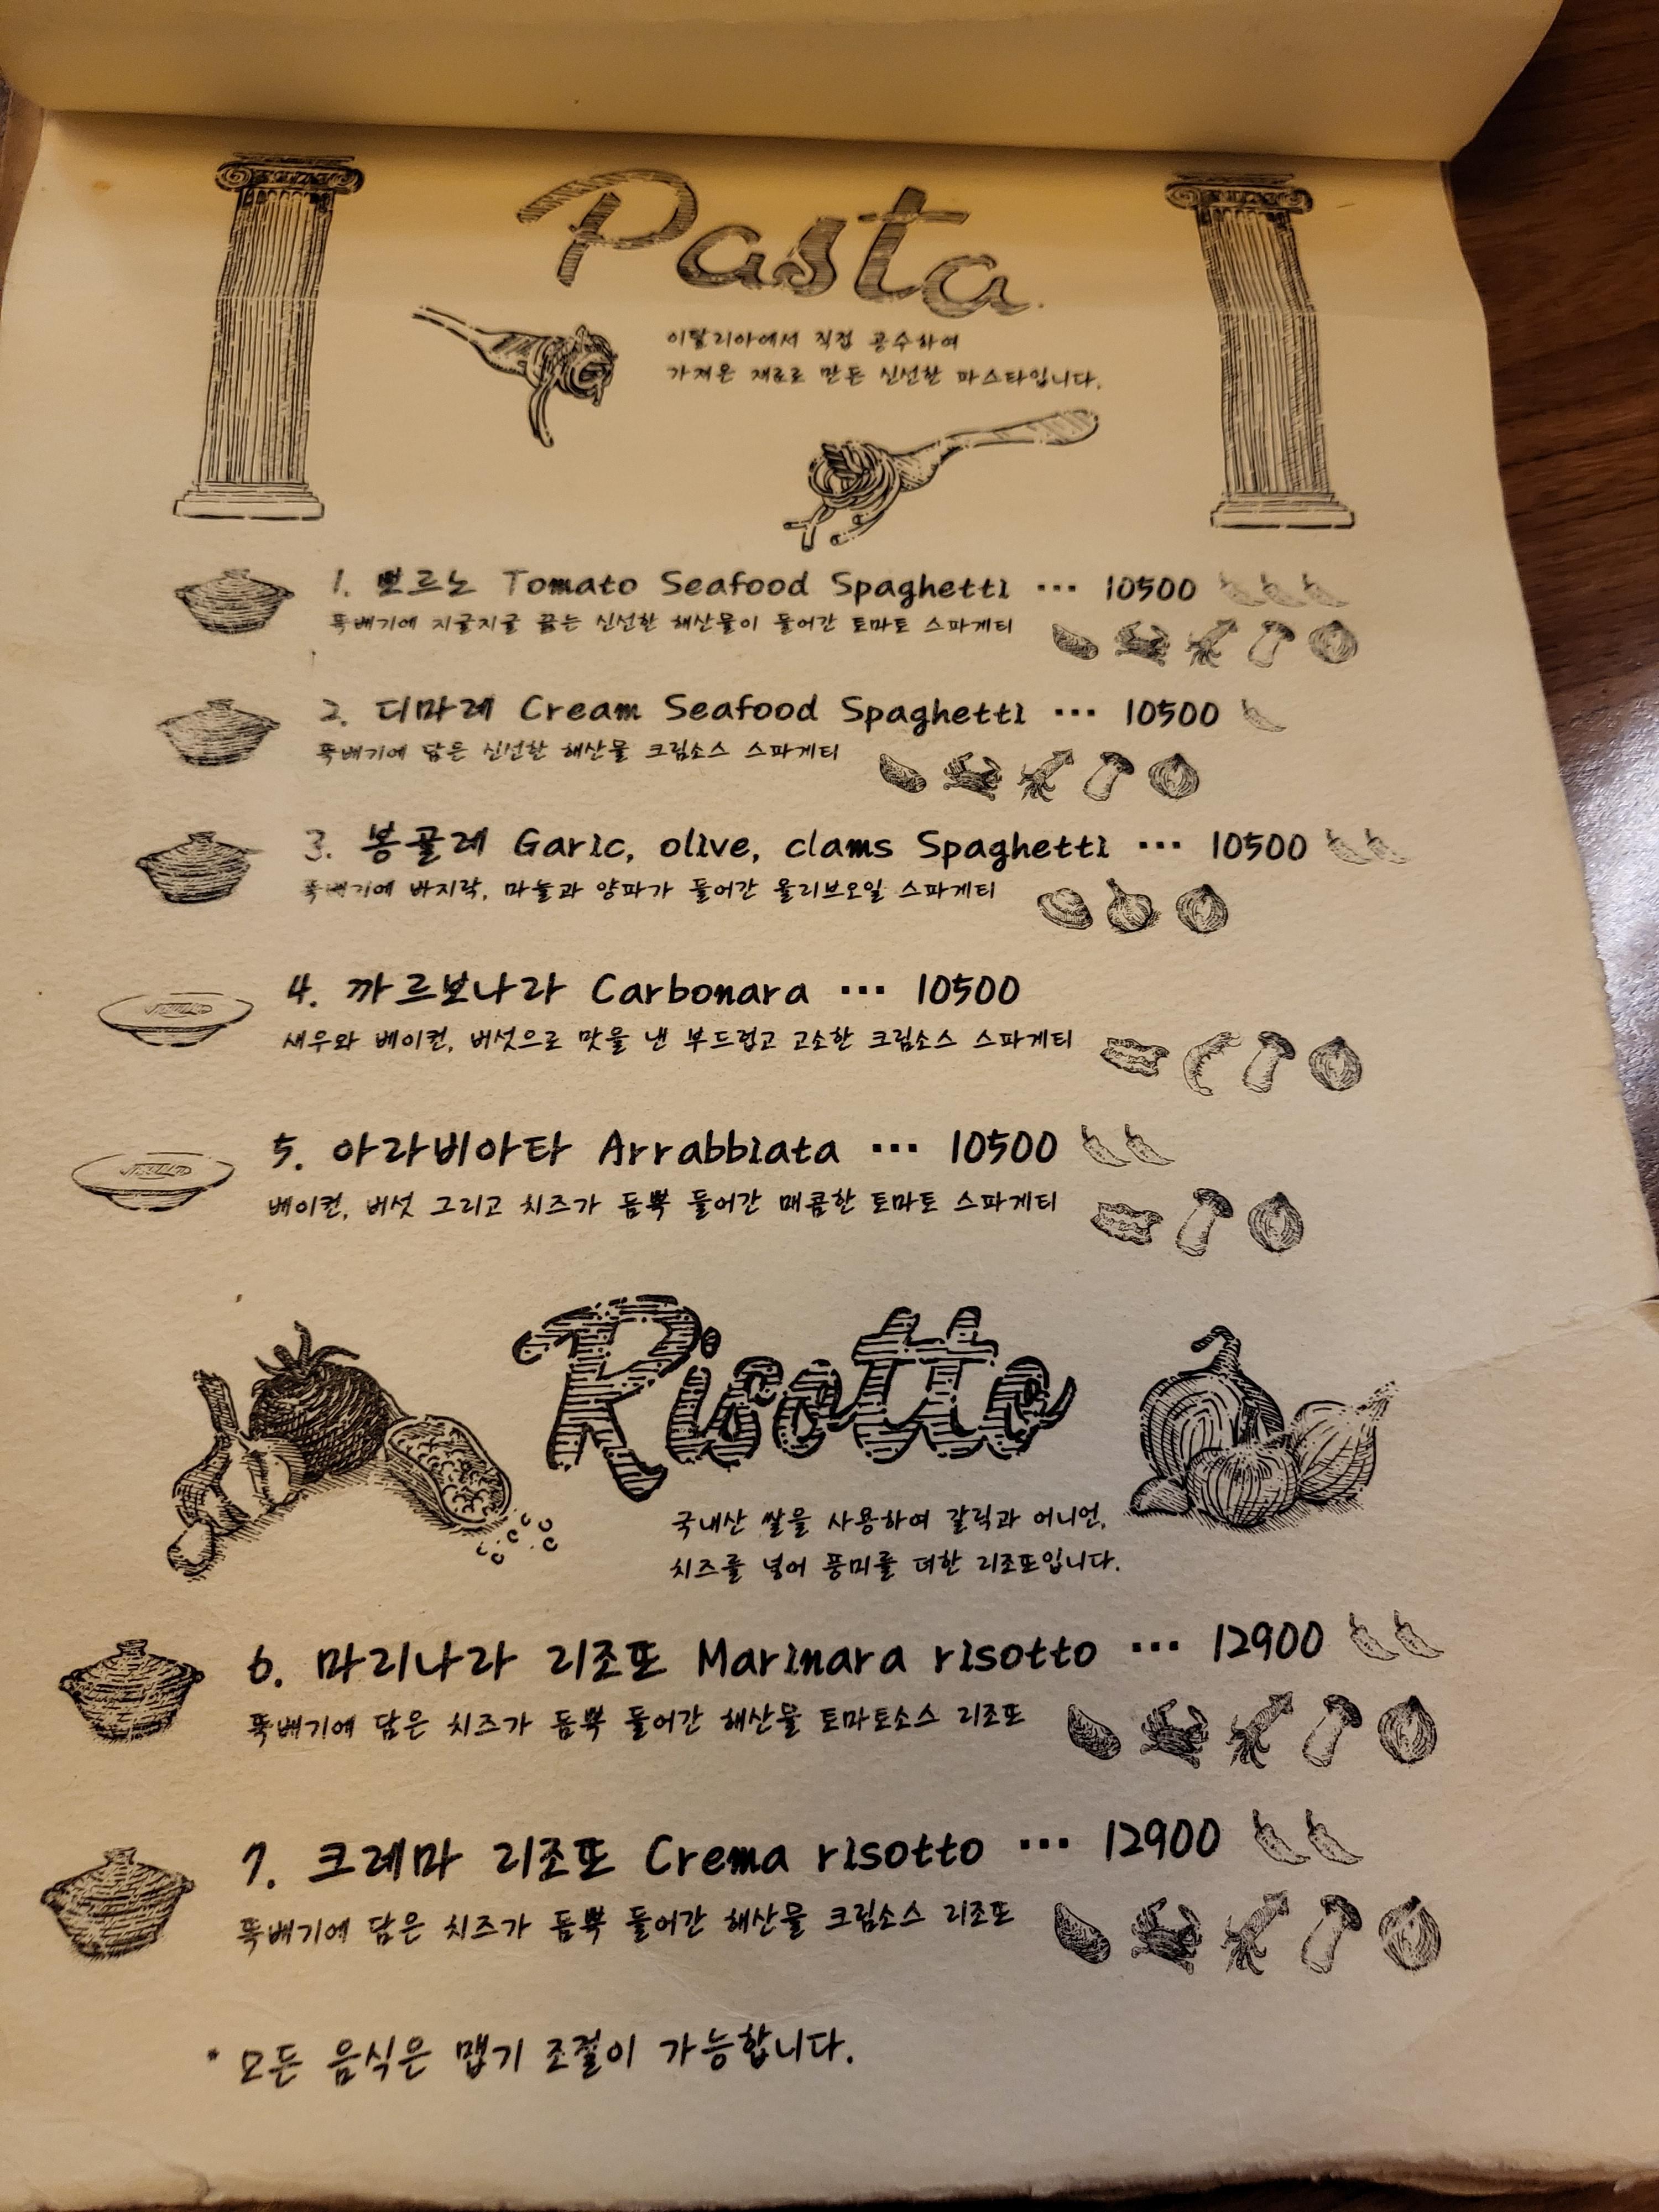 Pasta
이탈리아에서 직접 공수하여
가져온 재료로 만든 신선한 파스타입니다.
1. 뽀르노 Tomato Seafood Spaghetti ... 10500
뚝배기에 지글지글 끓는 신선한 해산물이 들어간 토마토 스파게티
2. 디마레 Cream Seafood Spaghetti ... 10500
뚝배기에 담은 신선한 해산물 크림소스 스파게티
3. 봉골레 Garic, olive, clams Spaghetti ... 10500
뚝배기에 바지락, 마늘과 양파가 들어간 올리브오일 스파게티
4. 까르보나라 Carbonara ... 10500
새우와 베이컨, 버섯으로 맛을 낸 부드럽고 고소한 크림소스 스파게티
5. 아라비아타 Arrabbiata ... 10500
베이컨, 버섯 그리고 치즈가 듬뿍 들어간 매콤한 토마토 스파게티
Risotto
국내산 쌀을 사용하여 갈릭과 어니언,
치즈를 넣어 풍미를 더한 리조또입니다.
6. 마리나라 리조또 Marinara risotto ... 12900
뚝배기에 담은 치즈가 듬뿍 들어간 해산물 토마토소스 리조또
7. 크레마 리조또 Crema risotto ... 12900
뚝배기에 담은 치즈가 듬뿍 들어간 해산물 크림소스 리조또
* 모든 음식은 맵기 조절이 가능합니다.